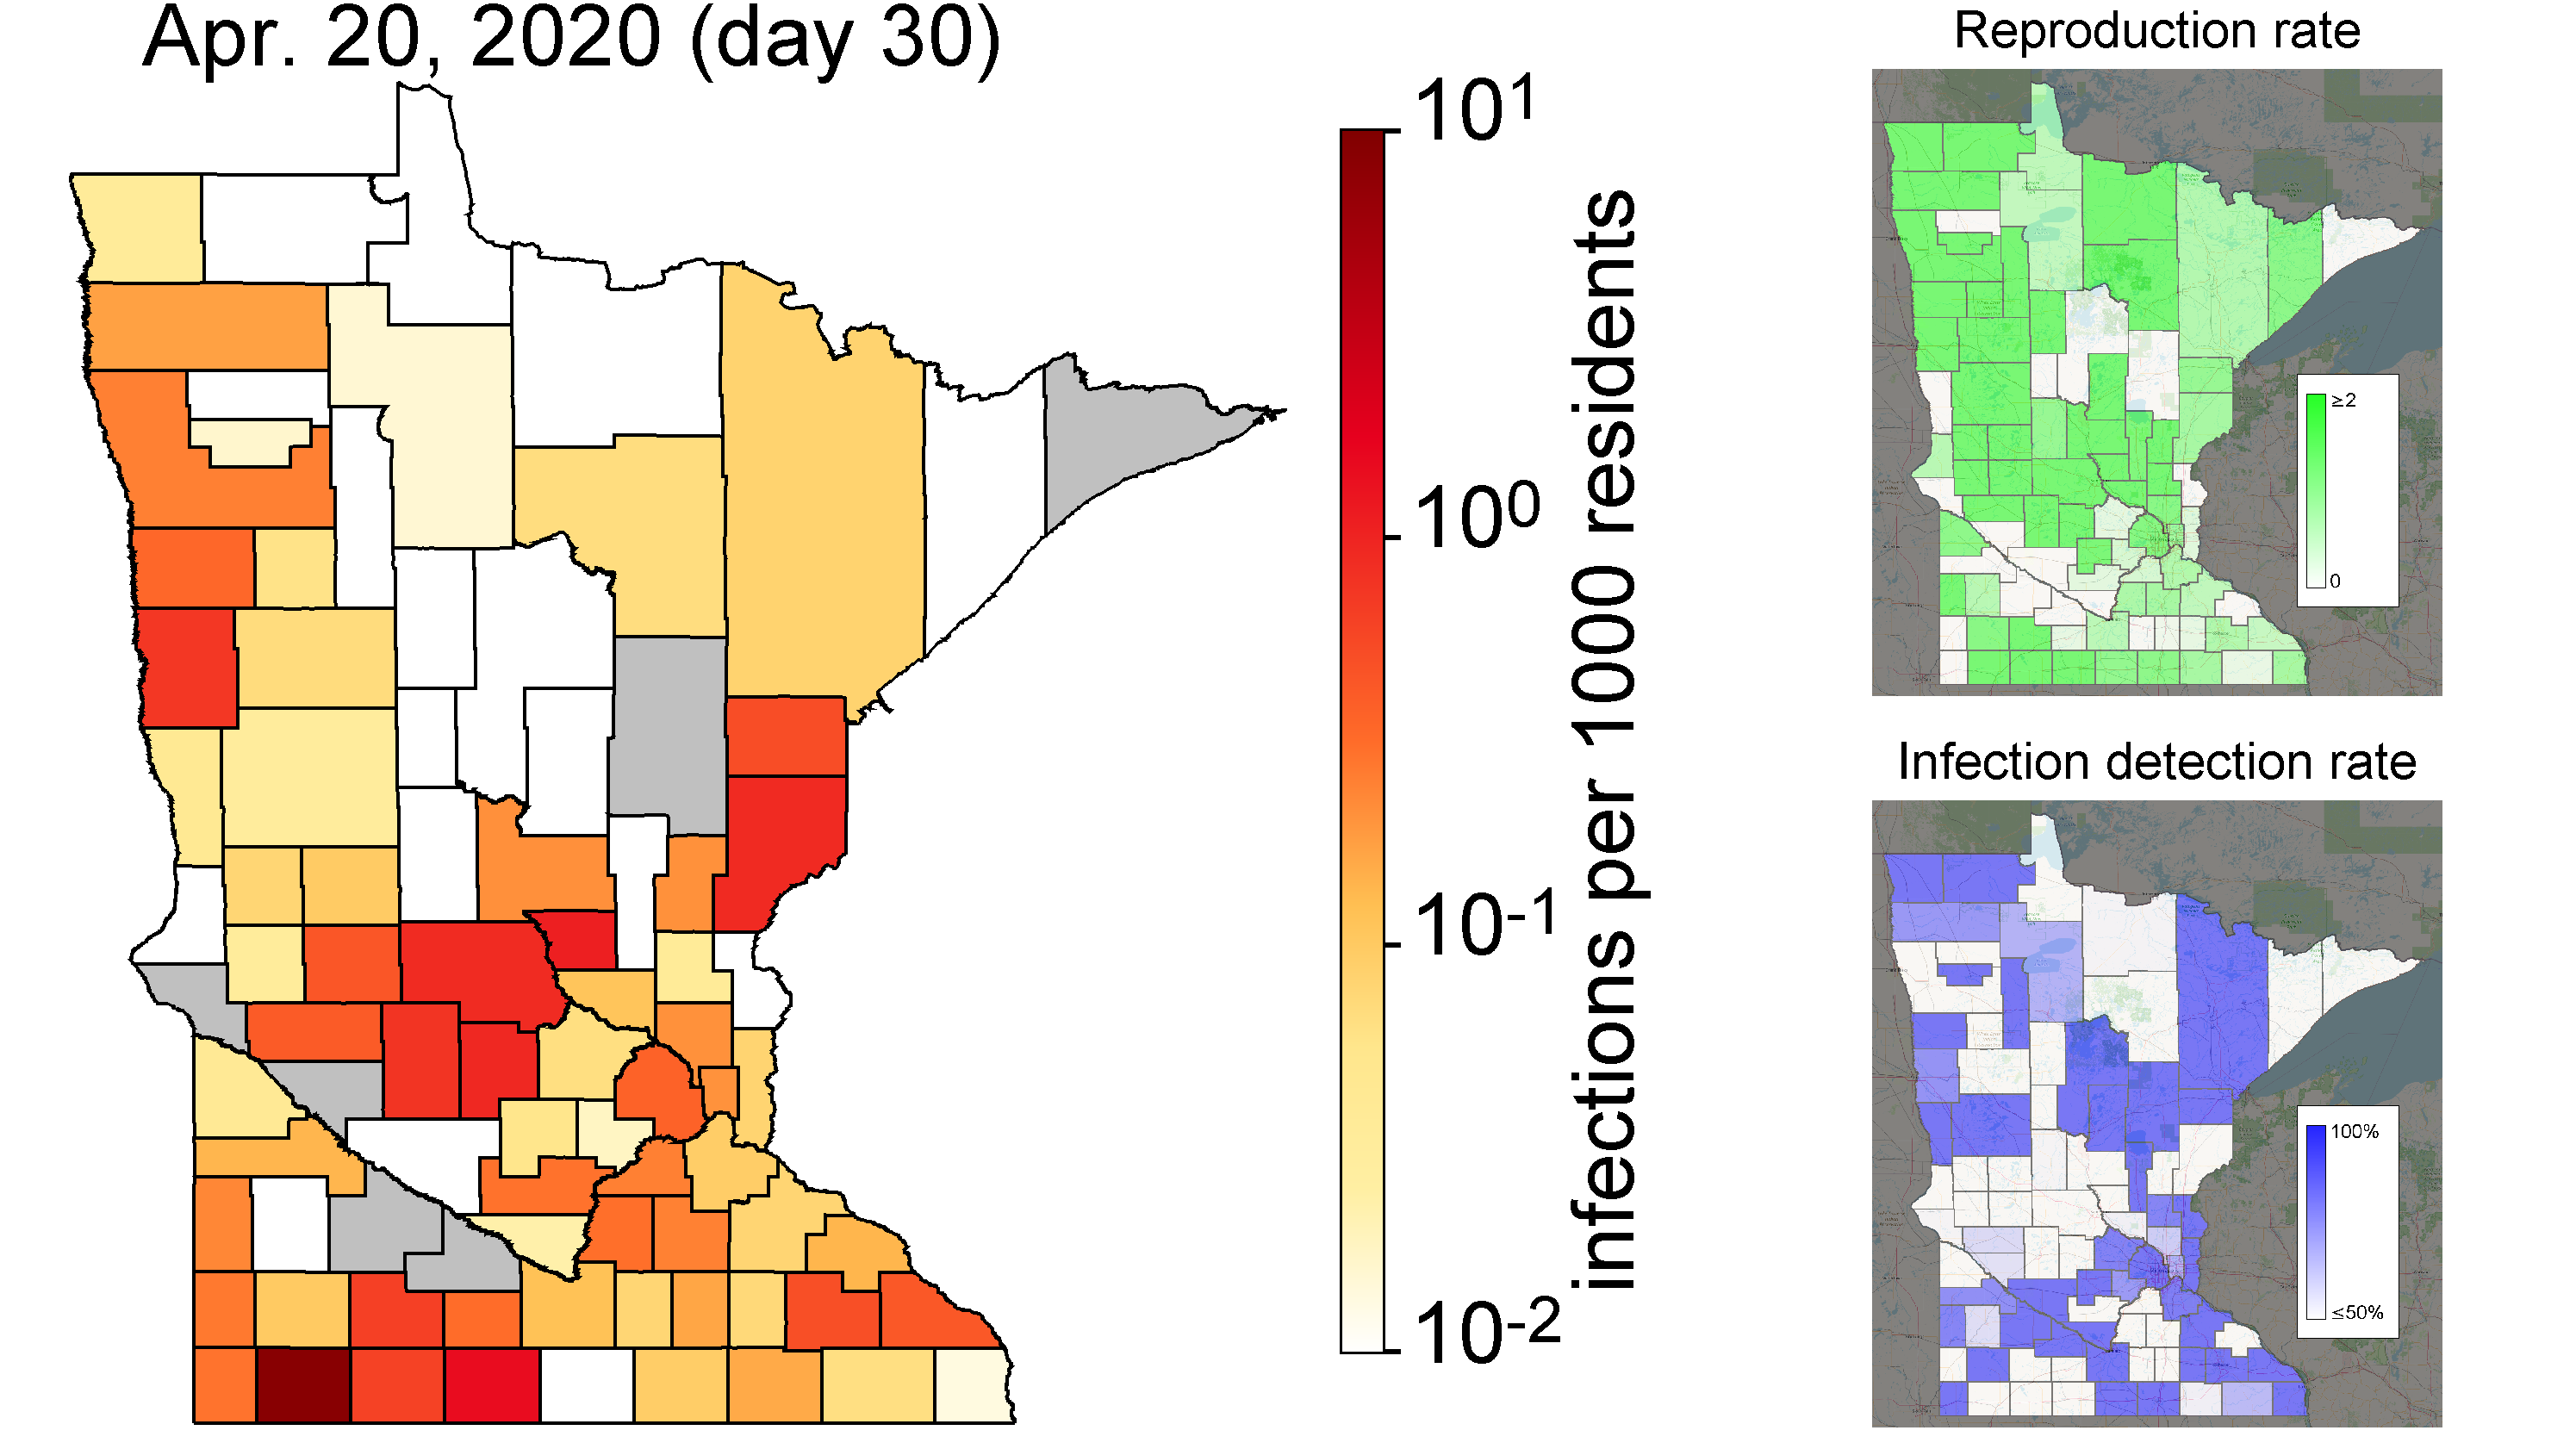 Apr. 20, 2020 (day 30)
10¹
10⁰
10⁻¹
10⁻²
infections per 1000 residents
Reproduction rate
≥2
0
Infection detection rate
100%
≤50%